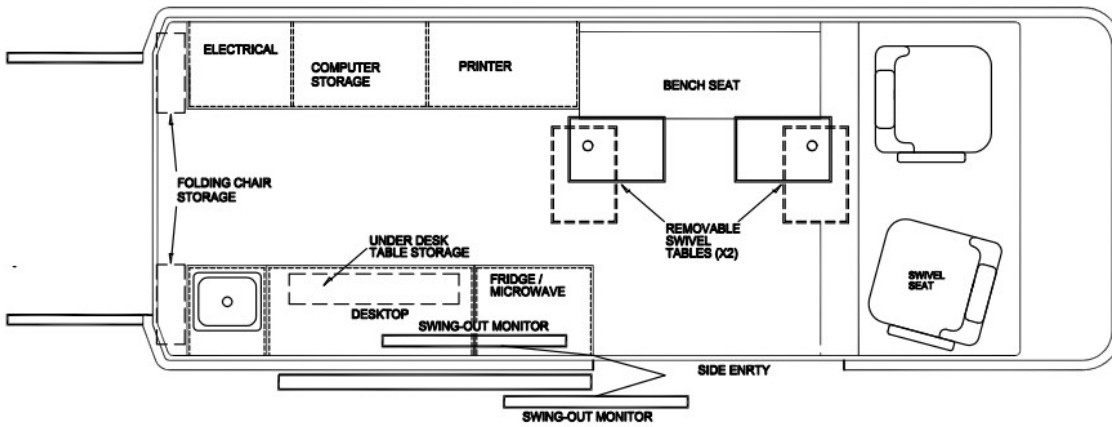 ELECTRICAL
COMPUTER
STORAGE
PRINTER
BENCH SEAT
FOLDING CHAIR
STORAGE
UNDER DESK
TABLE STORAGE
REMOVABLE
SWIVEL
TABLES (X2)
FRIDGE /
MICROWAVE
SWIVEL
SEAT
DESKTOP
SWING-OUT MONITOR
SIDE ENRTY
SWING-OUT MONITOR